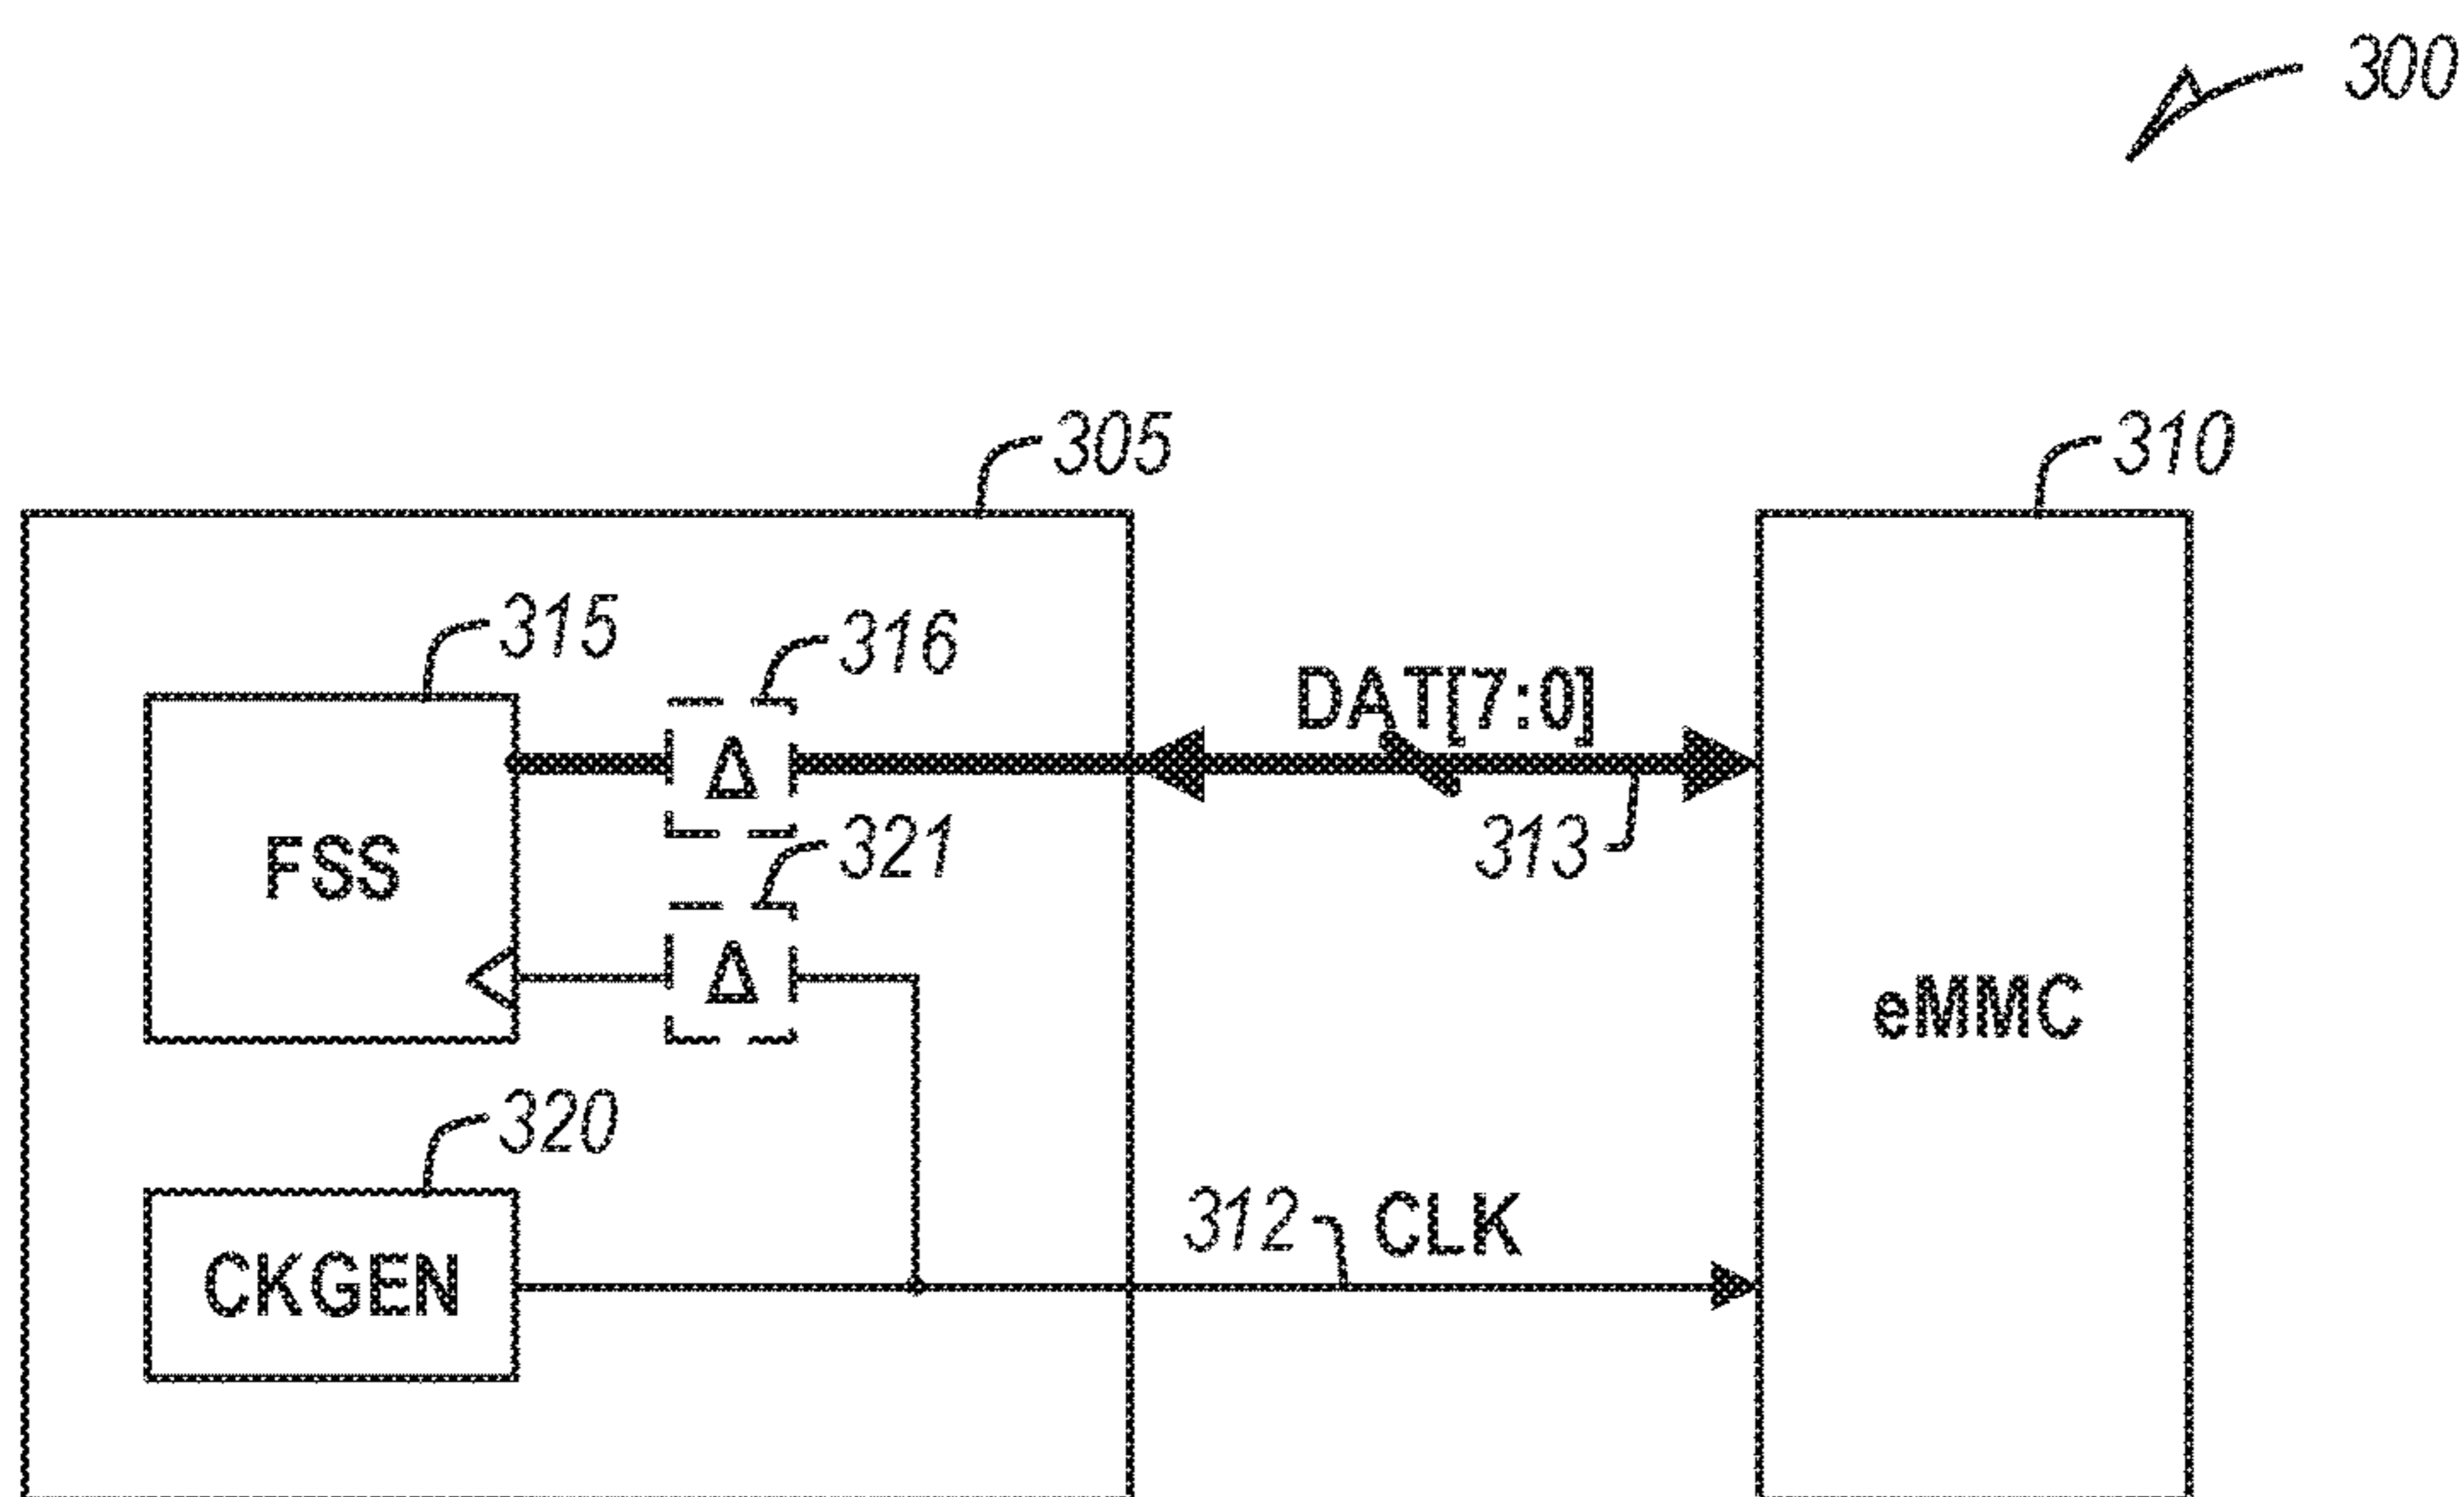 300
305
310
315
316
DAT[7:0]
Δ
313
321
FSS
Δ
eMMC
320
312
CLK
CKGEN